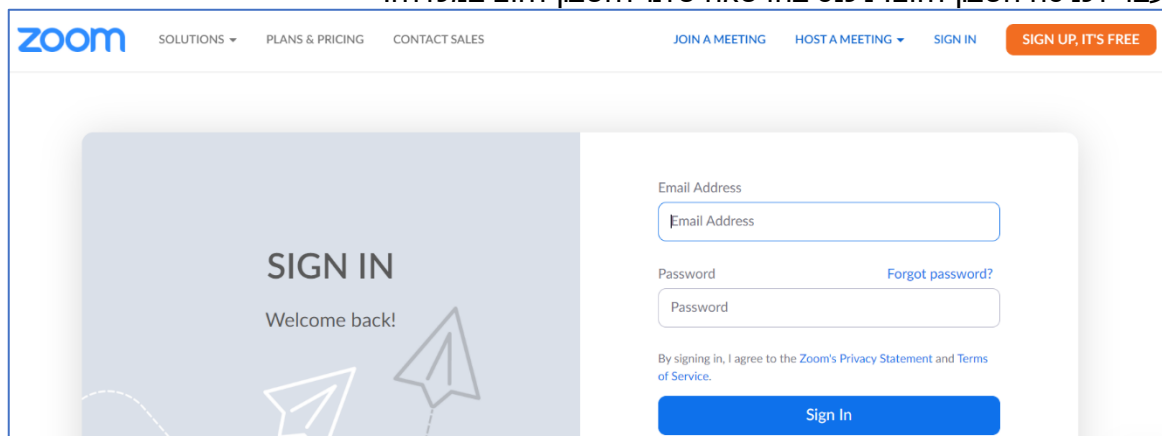 zoom SOLUTIONS PLANS & PRICING CONTACT SALES JOIN A MEETING HOST A MEETING SIGN IN SIGN UP, IT'S FREE
SIGN IN
Welcome back!
Email Address
Email Address
Password Forgot password?
Password
By signing in, I agree to the Zoom's Privacy Statement and Terms
of Service.
Sign In